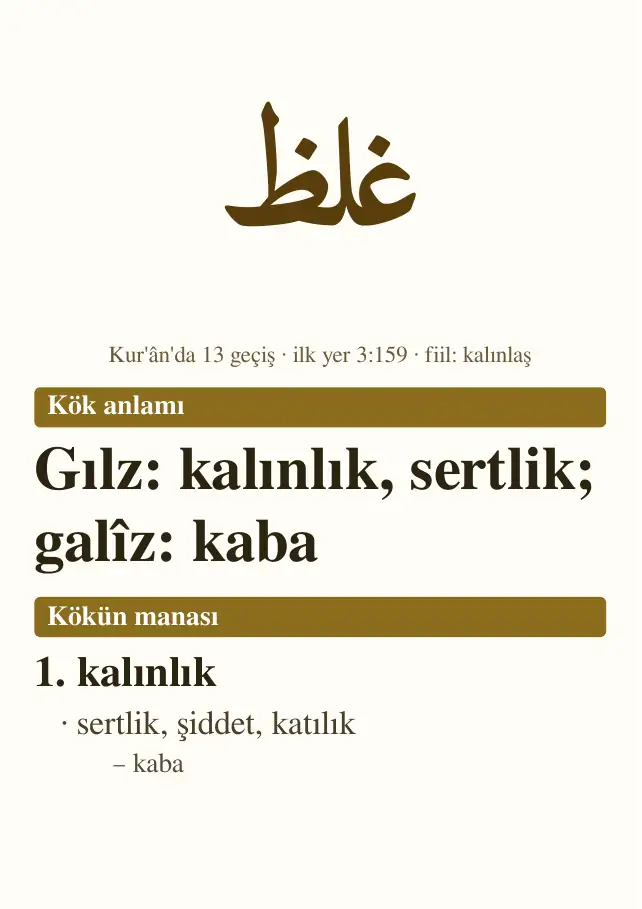 غلظ
Kur'ân'da 13 geçiş · ilk yer 3:159 · fiil: kalınlaş
Kök anlamı
Gılz: kalınlık, sertlik;
galîz: kaba
Kökün manası
1. kalınlık
· sertlik, şiddet, katılık
– kaba